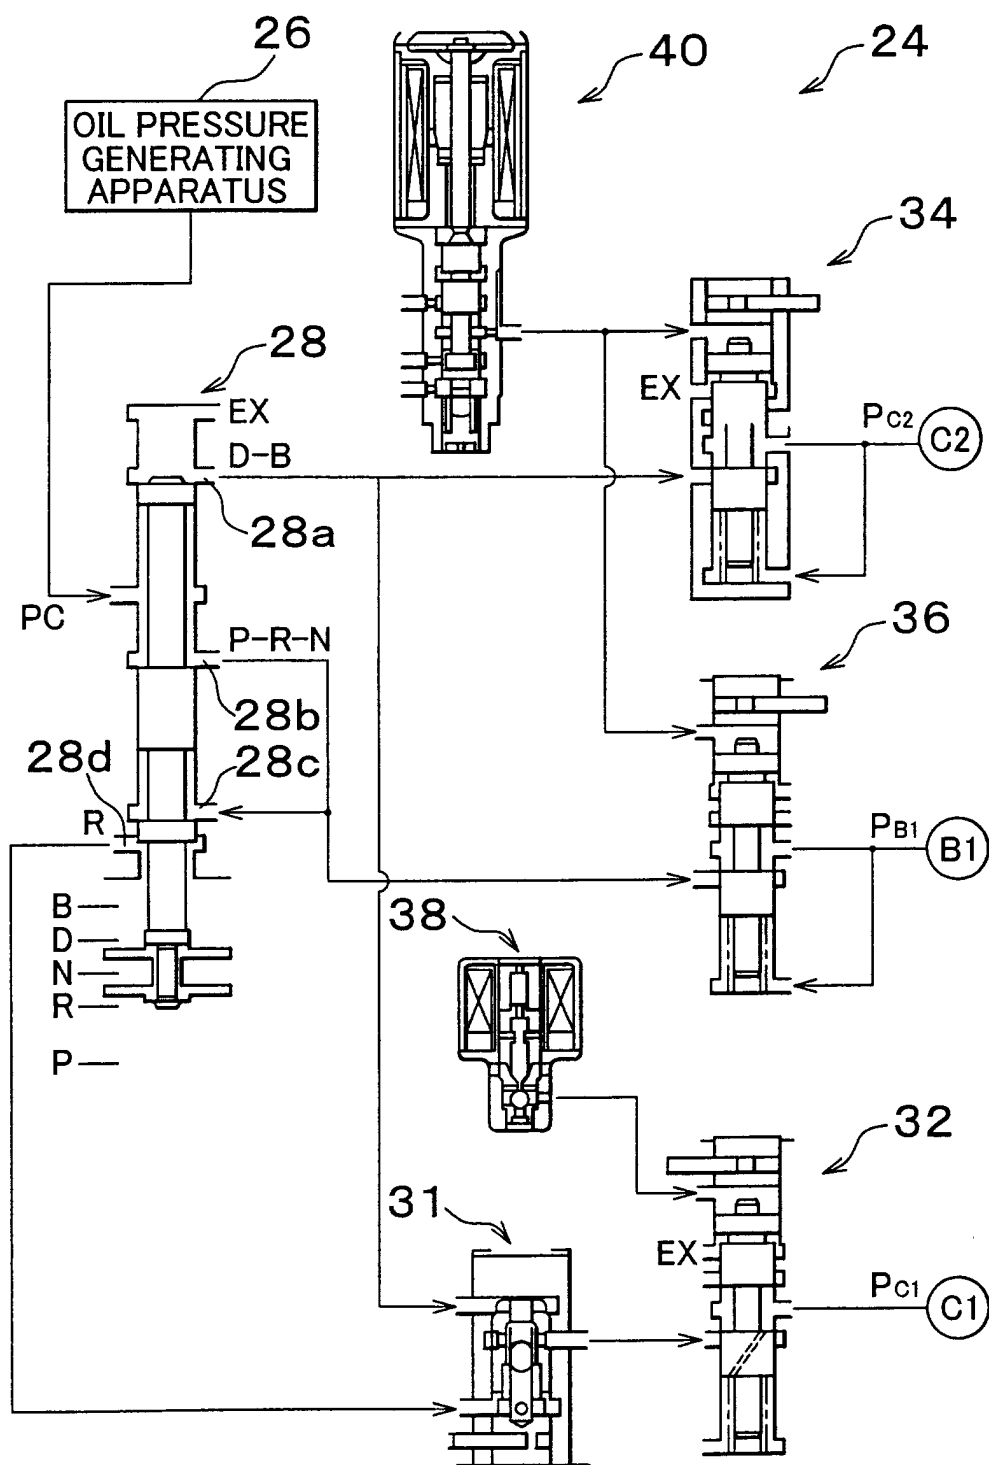 26
40
24
OIL PRESSURE
GENERATING
APPARATUS
34
28
EX
EX
PC2
C2
D-B
28a
PC
36
P-R-N
28b
28d
28c
R
PB1
B1
B
38
D
N
R
P
32
31
EX
PC1
C1